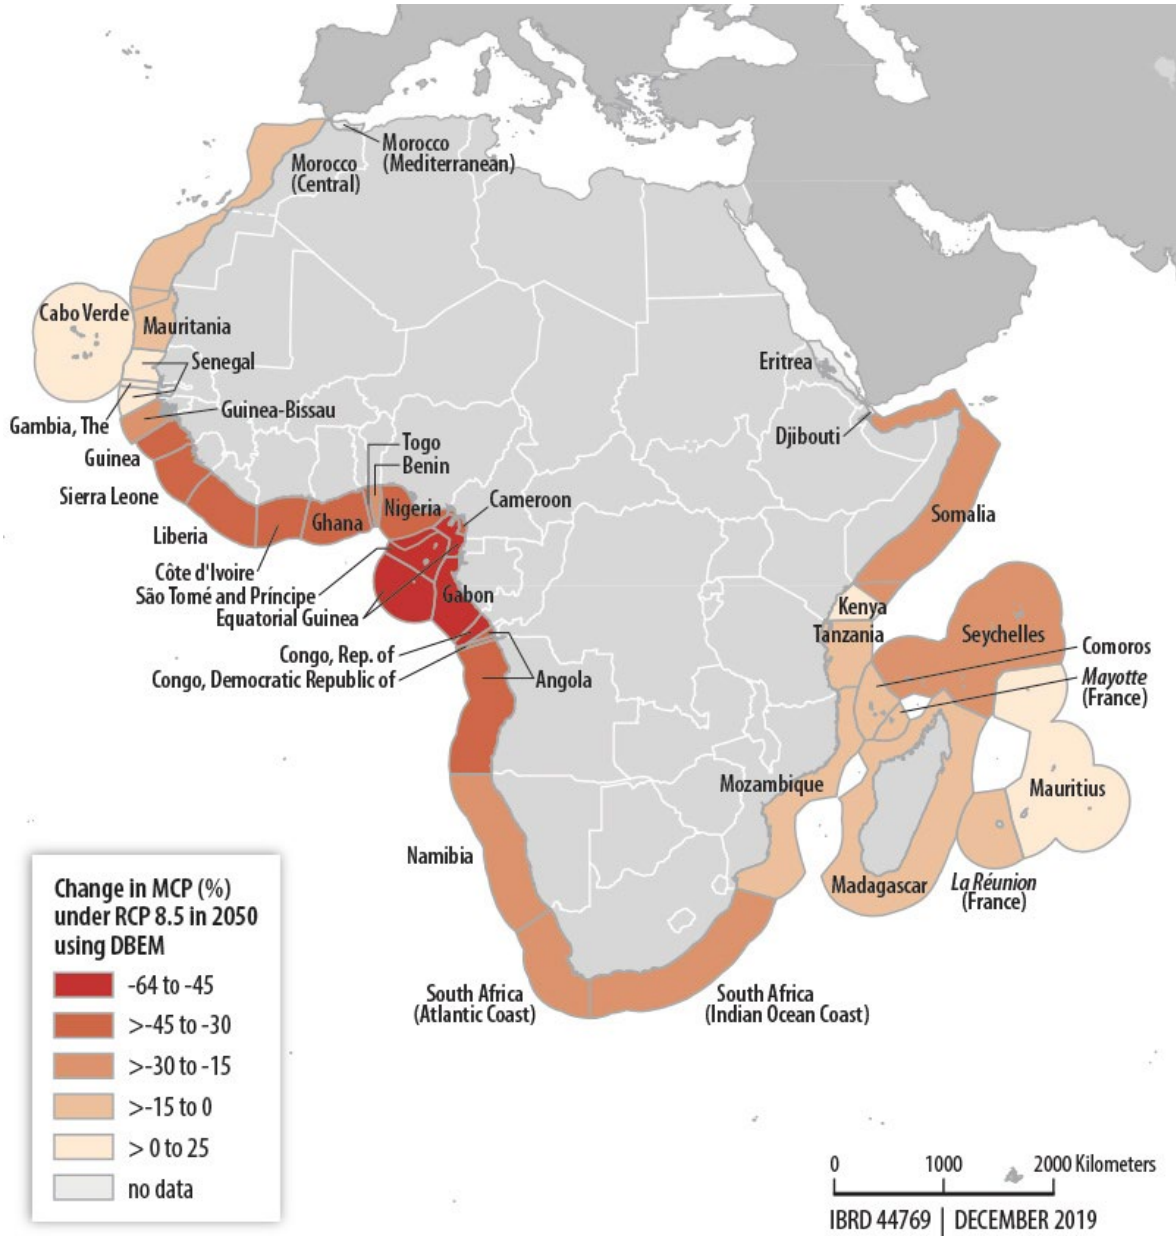 Morocco
(Mediterranean)
Morocco
(Central)
Cabo Verde
Mauritania
Senegal
Eritrea
Gambia, The
Guinea-Bissau
Djibouti
Guinea
Togo
Benin
Sierra Leone
Nigeria
Cameroon
Ghana
Somalia
Liberia
Côte d'Ivoire
São Tomé and Príncipe
Gabon
Equatorial Guinea
Kenya
Tanzania
Seychelles
Comoros
Congo, Rep. of
Congo, Democratic Republic of
Angola
Mayotte
(France)
Mozambique
Mauritius
Namibia
Madagascar
La Réunion
(France)
South Africa
(Atlantic Coast)
South Africa
(Indian Ocean Coast)
Change in MCP (%)
under RCP 8.5 in 2050
using DBEM
-64 to -45
>-45 to -30
>-30 to -15
>-15 to 0
> 0 to 25
no data
0 1000 2000 Kilometers
IBRD 44769 | DECEMBER 2019